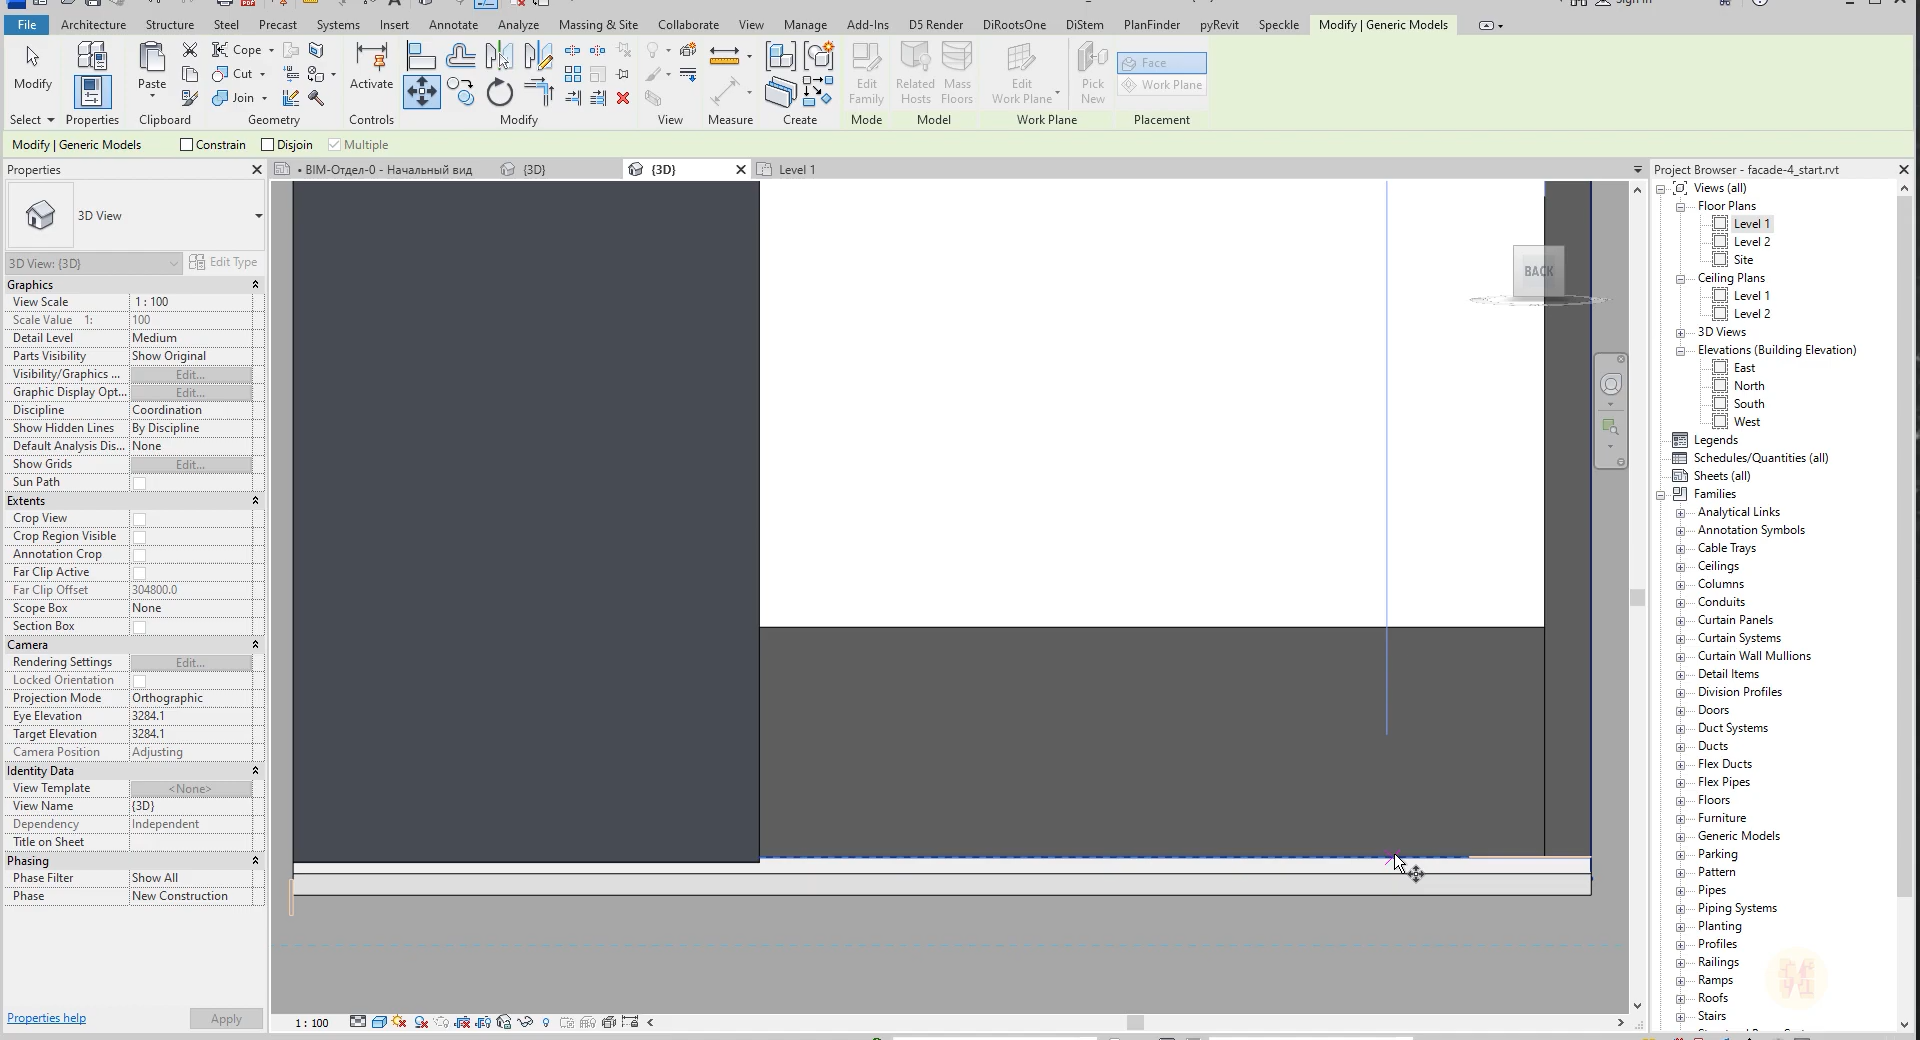 Sign In
File Architecture Structure Steel Precast Systems Insert Annotate Analyze Massing & Site Collaborate View Manage Add-Ins D5 Render DiRootsOne DiStem PlanFinder pyRevit Speckle Modify | Generic Models
Modify
Paste
Cope
Cut
Join
Activate
Edit
Family
Related
Hosts
Mass
Floors
Edit
Work Plane
Pick
New
Face
Work Plane
Select Properties Clipboard Geometry Controls Modify View Measure Create Mode Model Work Plane Placement
Modify | Generic Models Constrain Disjoin Multiple
Properties
• BIM-Отдел-0 - Начальный вид {3D} {3D} Level 1
Project Browser - facade-4_start.rvt
3D View
3D View: {3D} Edit Type
Graphics
View Scale 1 : 100
Scale Value 1: 100
Detail Level Medium
Parts Visibility Show Original
Visibility/Graphics ... Edit...
Graphic Display Opt... Edit...
Discipline Coordination
Show Hidden Lines By Discipline
Default Analysis Dis... None
Show Grids Edit...
Sun Path
Extents
Crop View
Crop Region Visible
Annotation Crop
Far Clip Active
Far Clip Offset 304800.0
Scope Box None
Section Box
Camera
Rendering Settings Edit...
Locked Orientation
Projection Mode Orthographic
Eye Elevation 3284.1
Target Elevation 3284.1
Camera Position Adjusting
Identity Data
View Template <None>
View Name {3D}
Dependency Independent
Title on Sheet
Phasing
Phase Filter Show All
Phase New Construction
Properties help Apply
BACK
1 : 100
Views (all)
Floor Plans
Level 1
Level 2
Site
Ceiling Plans
Level 1
Level 2
3D Views
Elevations (Building Elevation)
East
North
South
West
Legends
Schedules/Quantities (all)
Sheets (all)
Families
Analytical Links
Annotation Symbols
Cable Trays
Ceilings
Columns
Conduits
Curtain Panels
Curtain Systems
Curtain Wall Mullions
Detail Items
Division Profiles
Doors
Duct Systems
Ducts
Flex Ducts
Flex Pipes
Floors
Furniture
Generic Models
Parking
Pattern
Pipes
Piping Systems
Planting
Profiles
Railings
Ramps
Roofs
Stairs